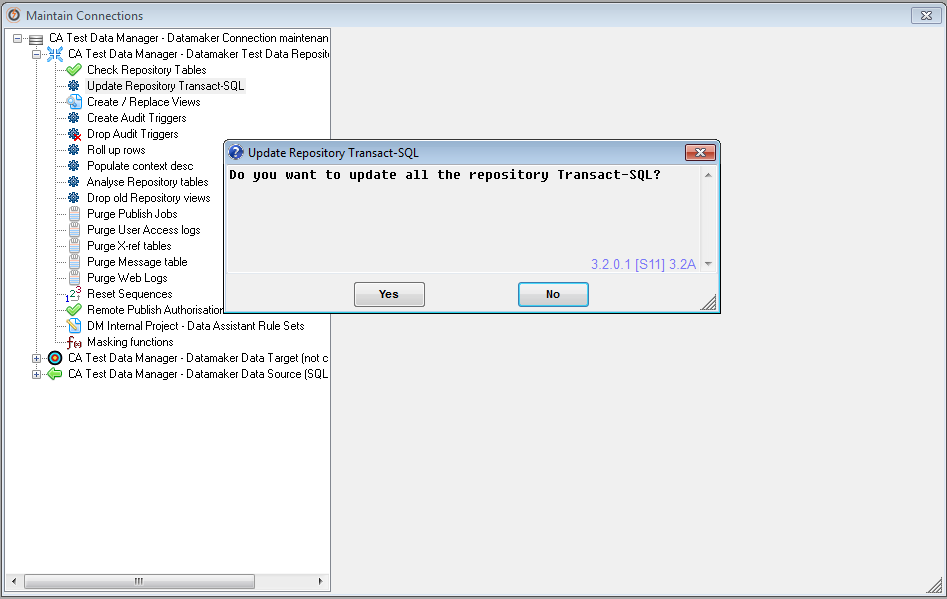 Maintain Connections
CA Test Data Manager - Datamaker Connection maintenan
CA Test Data Manager - Datamaker Test Data Reposit
Check Repository Tables
Update Repository Transact-SQL
Create / Replace Views
Create Audit Triggers
Drop Audit Triggers
Roll up rows
Populate context desc
Analyse Repository tables
Drop old Repository views
Purge Publish Jobs
Purge User Access logs
Purge X-ref tables
Purge Message table
Purge Web Logs
Reset Sequences
Remote Publish Authorisation
DM Internal Project - Data Assistant Rule Sets
Masking functions
CA Test Data Manager - Datamaker Data Target (not c
CA Test Data Manager - Datamaker Data Source (SQL
Update Repository Transact-SQL
Do you want to update all the repository Transact-SQL?
3.2.0.1 [S11] 3.2A
Yes
No